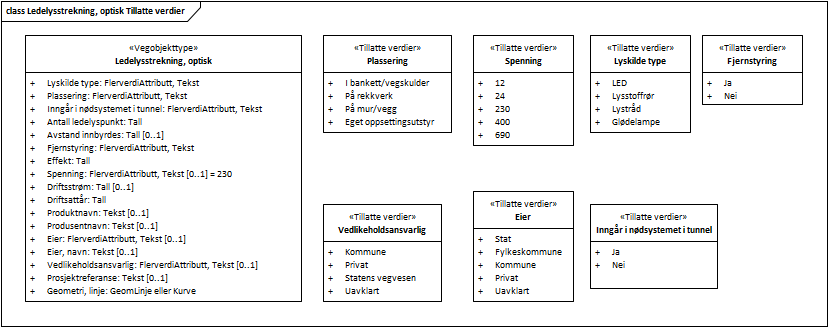 class Ledelysstrekning, optisk Tillatte verdier
«Vegobjekttype»
Ledelysstrekning, optisk
+ Lyskilde type: FlerverdiAttributt, Tekst
+ Plassering: FlerverdiAttributt, Tekst
+ Inngår i nødsystemet i tunnel: FlerverdiAttributt, Tekst
+ Antall ledelyspunkt: Tall
+ Avstand innbyrdes: Tall [0..1]
+ Fjernstyring: FlerverdiAttributt, Tekst
+ Effekt: Tall
+ Spenning: FlerverdiAttributt, Tekst [0..1] = 230
+ Driftsstrøm: Tall [0..1]
+ Driftsattår: Tall
+ Produktnavn: Tekst [0..1]
+ Produsentnavn: Tekst [0..1]
+ Eier: FlerverdiAttributt, Tekst [0..1]
+ Eier, navn: Tekst [0..1]
+ Vedlikeholdsansvarlig: FlerverdiAttributt, Tekst [0..1]
+ Prosjektreferanse: Tekst [0..1]
+ Geometri, linje: GeomLinje eller Kurve
«Tillatte verdier»
Plassering
+ I bankett/vegskulder
+ På rekkverk
+ På mur/vegg
+ Eget oppsettingsutstyr
«Tillatte verdier»
Spenning
+ 12
+ 24
+ 230
+ 400
+ 690
«Tillatte verdier»
Lyskilde type
+ LED
+ Lysstoffrør
+ Lystråd
+ Glødelampe
«Tillatte verdier»
Fjernstyring
+ Ja
+ Nei
«Tillatte verdier»
Vedlikeholdsansvarlig
+ Kommune
+ Privat
+ Statens vegvesen
+ Uavklart
«Tillatte verdier»
Eier
+ Stat
+ Fylkeskommune
+ Kommune
+ Privat
+ Uavklart
«Tillatte verdier»
Inngår i nødsystemet i tunnel
+ Ja
+ Nei